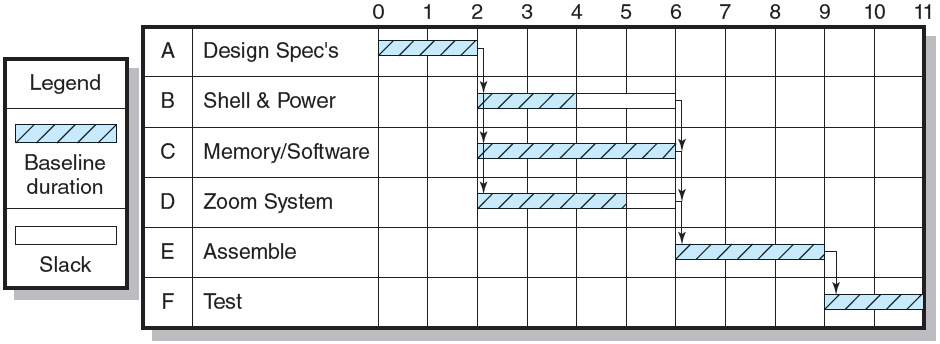 0 1 2 3 4 5 6 7 8 9 10 11
Legend
Baseline
duration
Slack
A Design Spec's
B Shell & Power
C Memory/Software
D Zoom System
E Assemble
F Test